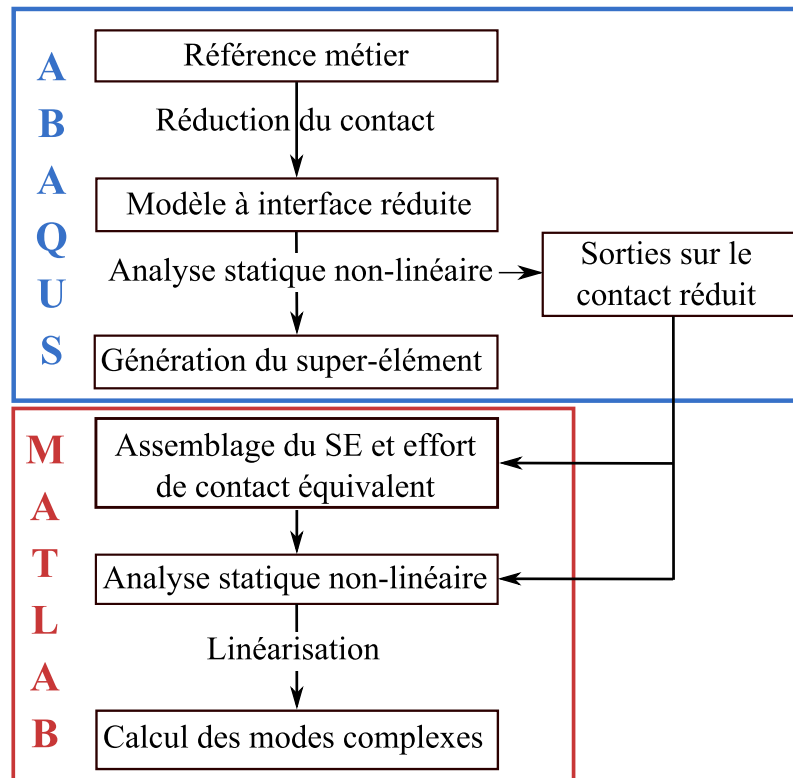 ABAQUS
Référence métier
Réduction du contact
Modèle à interface réduite
Analyse statique non-linéaire
Sorties sur le
contact réduit
Génération du super-élément
MATLAB
Assemblage du SE et effort
de contact équivalent
Analyse statique non-linéaire
Linéarisation
Calcul des modes complexes